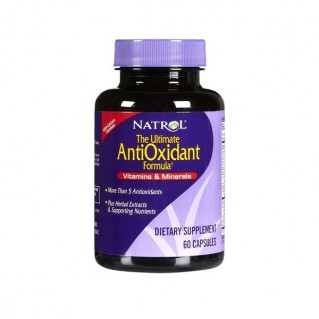 NATROL®
The Ultimate
AntiOxidant
Formula†
Vitamins & Minerals
• More Than 5 Antioxidants
• Plus Herbal Extracts
& Supporting Nutrients
DIETARY SUPPLEMENT
60 CAPSULES